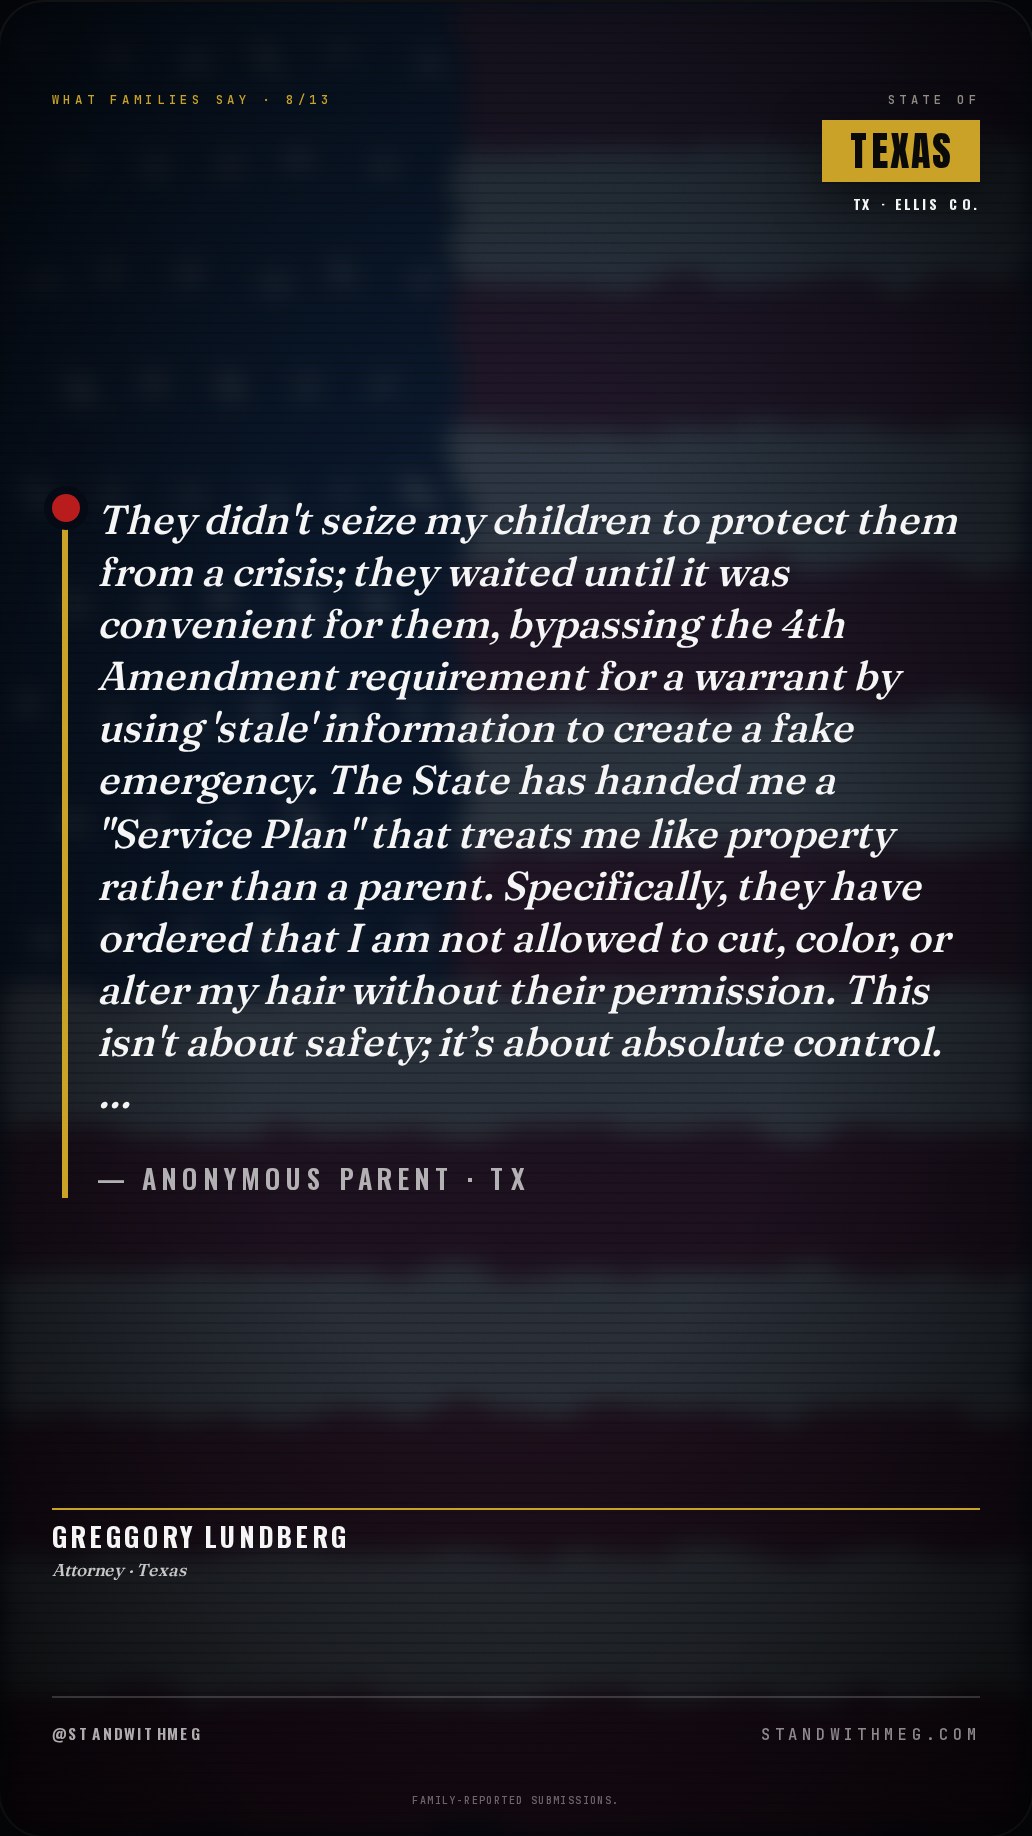 WHAT FAMILIES SAY · 8/13
STATE OF
TEXAS
TX · ELLIS CO.
They didn't seize my children to protect them
from a crisis; they waited until it was
convenient for them, bypassing the 4th
Amendment requirement for a warrant by
using 'stale' information to create a fake
emergency. The State has handed me a
"Service Plan" that treats me like property
rather than a parent. Specifically, they have
ordered that I am not allowed to cut, color, or
alter my hair without their permission. This
isn't about safety; it’s about absolute control.
...
— ANONYMOUS PARENT · TX
GREGGORY LUNDBERG
Attorney · Texas
@STANDWITHMEG
STANDWITHMEG.COM
FAMILY-REPORTED SUBMISSIONS.